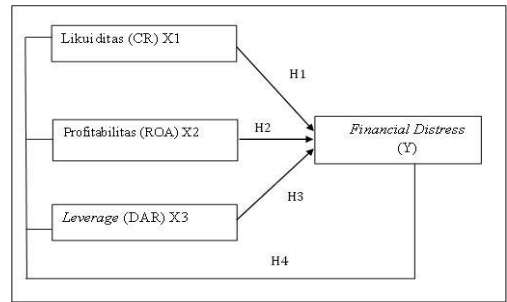 Likuiditas (CR) X1
H1
Profitabilitas (ROA) X2
H2
Financial Distress
(Y)
Leverage (DAR) X3
H3
H4